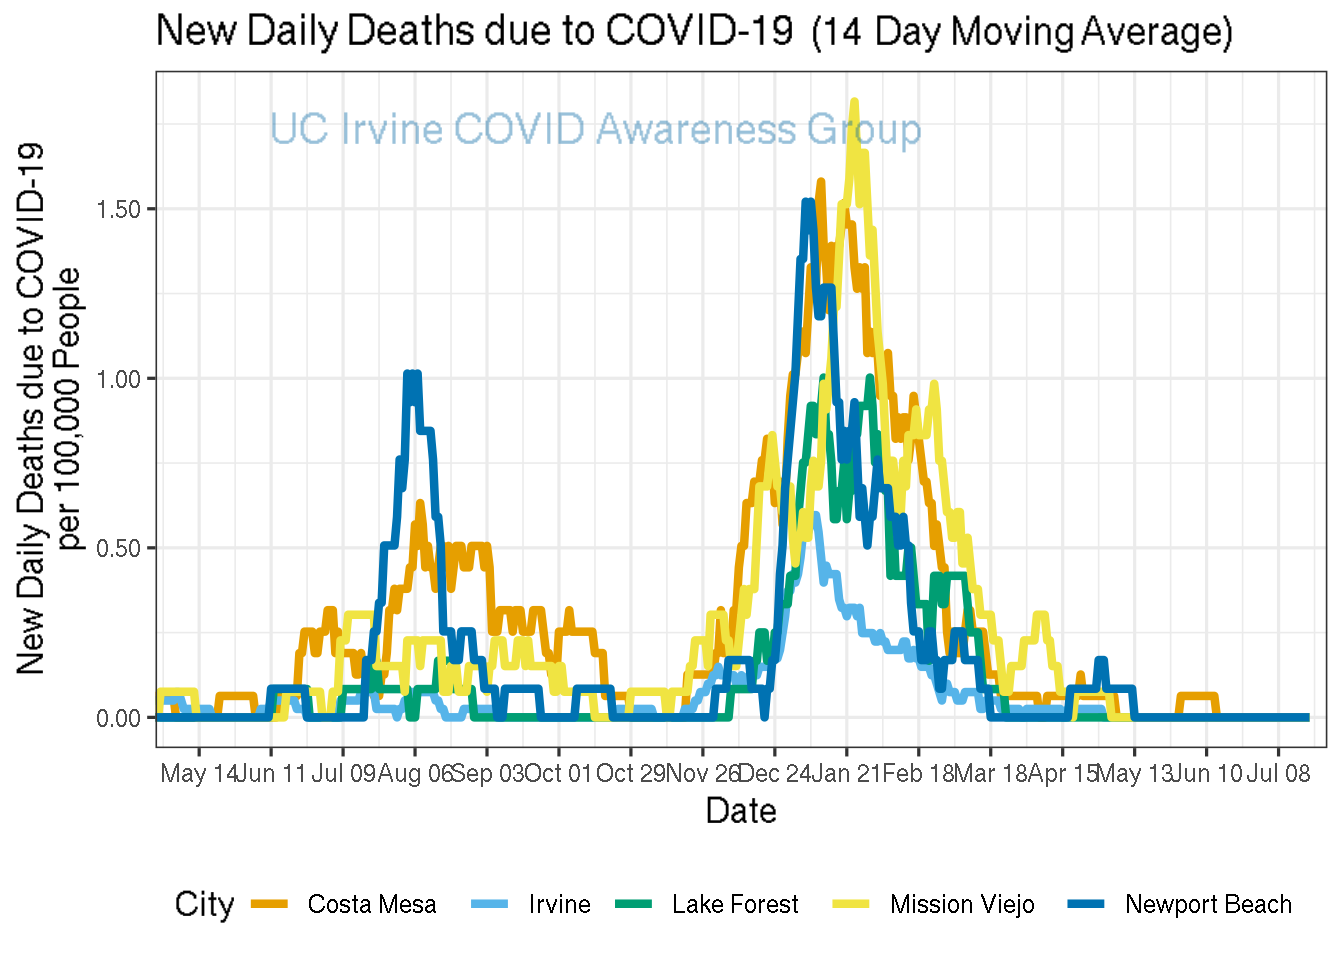 New Daily Deaths due to COVID-19 (14 Day Moving Average)
UC Irvine COVID Awareness Group
New Daily Deaths due to COVID-19
per 100,000 People
1.50
1.00
0.50
0.00
May 14 Jun 11 Jul 09 Aug 06 Sep 03 Oct 01 Oct 29 Nov 26 Dec 24 Jan 21 Feb 18 Mar 18 Apr 15 May 13 Jun 10 Jul 08
Date
City Costa Mesa Irvine Lake Forest Mission Viejo Newport Beach